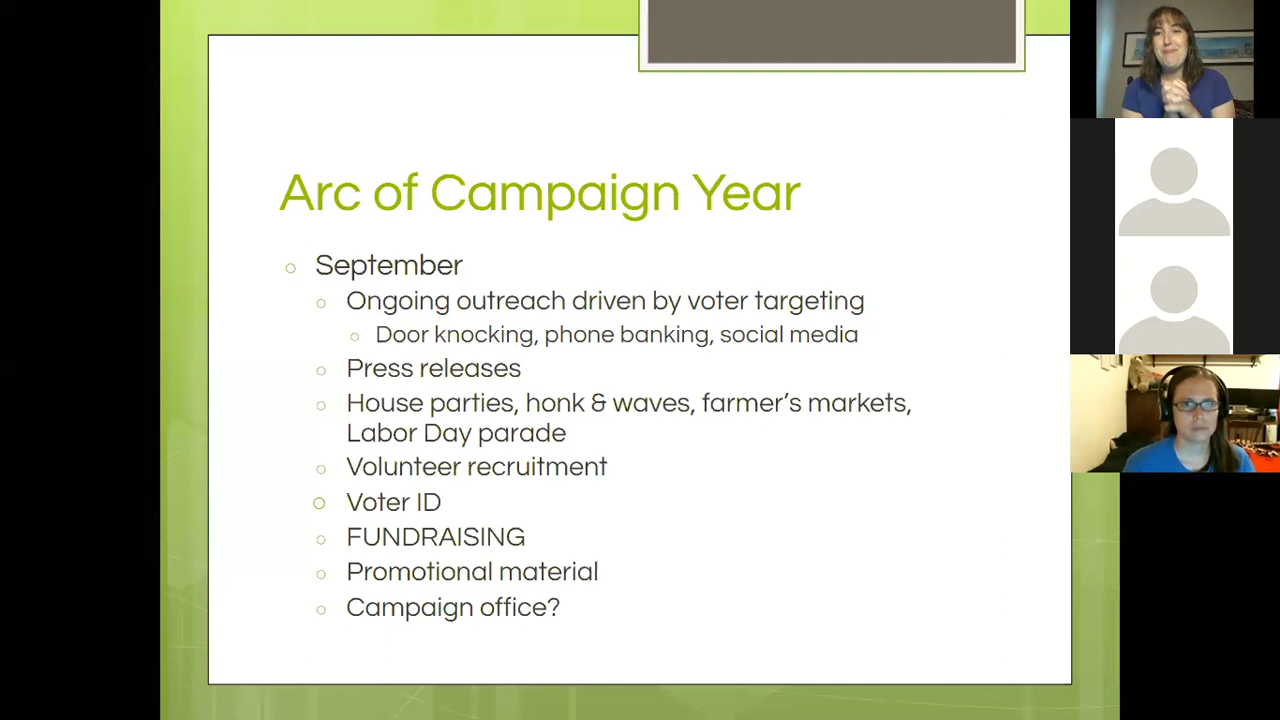 Arc of Campaign Year
September
Ongoing outreach driven by voter targeting
Door knocking, phone banking, social media
Press releases
House parties, honk & waves, farmer’s markets,
Labor Day parade
Volunteer recruitment
Voter ID
FUNDRAISING
Promotional material
Campaign office?